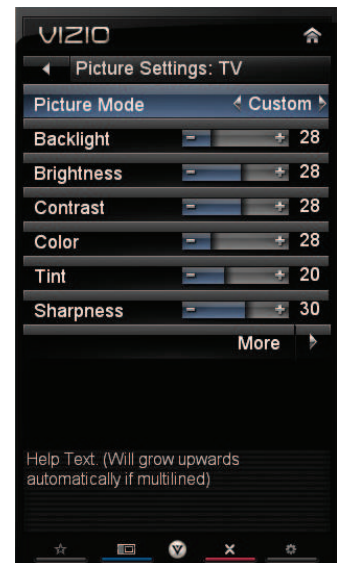 VIZIO
Picture Settings: TV
Picture Mode Custom
Backlight - + 28
Brightness - + 28
Contrast - + 28
Color - + 28
Tint - + 20
Sharpness - + 30
More
Help Text. (Will grow upwards
automatically if multilined)
V